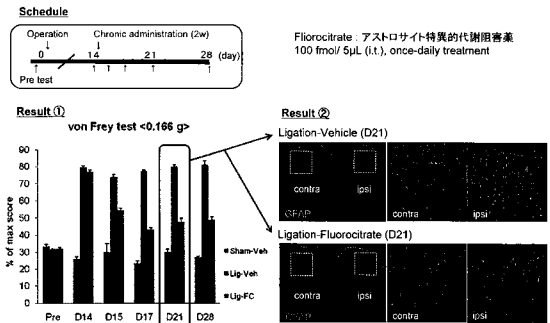 Schedule
Operation
Chronic administration (2w)
0
14
21
28 (day)
Pre test
Fliorocitrate : アストロサイト特異的代謝阻害薬
100 fmol/ 5μL (i.t.), once-daily treatment
Result ①
von Frey test <0.166 g>
% of max score
90
80
70
60
50
40
30
20
10
0
Pre
D14
D15
D17
D21
D28
Sham-Veh
Lig-Veh
Lig-FC
Result ②
Ligation-Vehicle (D21)
contra
ipsi
GFAP
contra
ipsi
Ligation-Fluorocitrate (D21)
contra
ipsi
GFAP
contra
ipsi